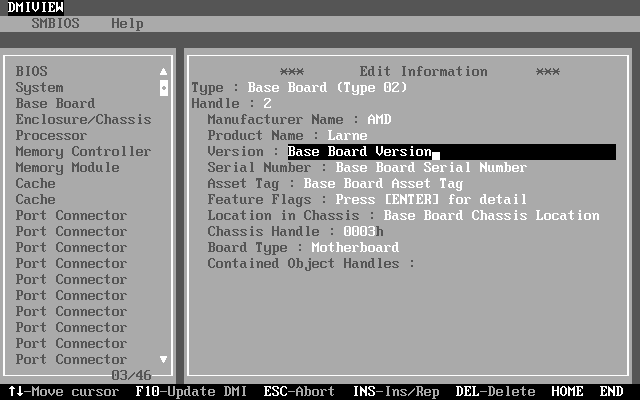 DMIVIEW
SMBIOS Help
BIOS
System
Base Board
Enclosure/Chassis
Processor
Memory Controller
Memory Module
Cache
Cache
Port Connector
Port Connector
Port Connector
Port Connector
Port Connector
Port Connector
Port Connector
Port Connector
Port Connector
Port Connector
03/46
*** Edit Information ***
Type : Base Board (Type 02)
Handle : 2
Manufacturer Name : AMD
Product Name : Larne
Version : Base Board Version
Serial Number : Base Board Serial Number
Asset Tag : Base Board Asset Tag
Feature Flags : Press [ENTER] for detail
Location in Chassis : Base Board Chassis Location
Chassis Handle : 0003h
Board Type : Motherboard
Contained Object Handles :
↑↓-Move cursor F10-Update DMI ESC-Abort INS-Ins/Rep DEL-Delete HOME END